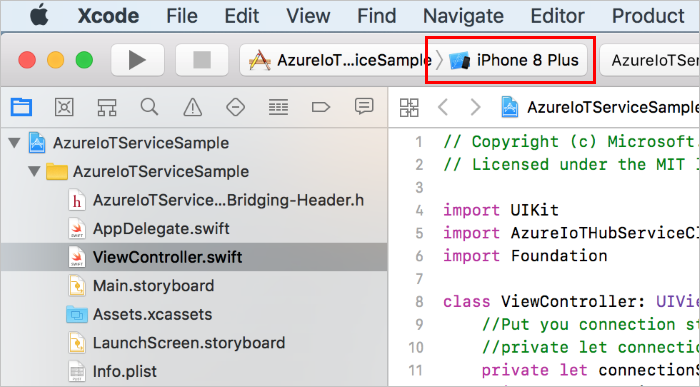 Xcode File Edit View Find Navigate Editor Product
AzureIoT...iceSample iPhone 8 Plus AzureIoTSer
AzureIoTServiceSample
AzureIoTServiceSample
AzureIoTService...Bridging-Header.h
AppDelegate.swift
ViewController.swift
Main.storyboard
Assets.xcassets
LaunchScreen.storyboard
Info.plist
AzureIoTServiceSample
1 // Copyright (c) Microsoft.
2 // Licensed under the MIT l
3
4 import UIKit
5 import AzureIoTHubServiceCl
6 import Foundation
7
8 class ViewController: UIView
9 //Put you connection st
10 //private let connectio
11 private let connectionS